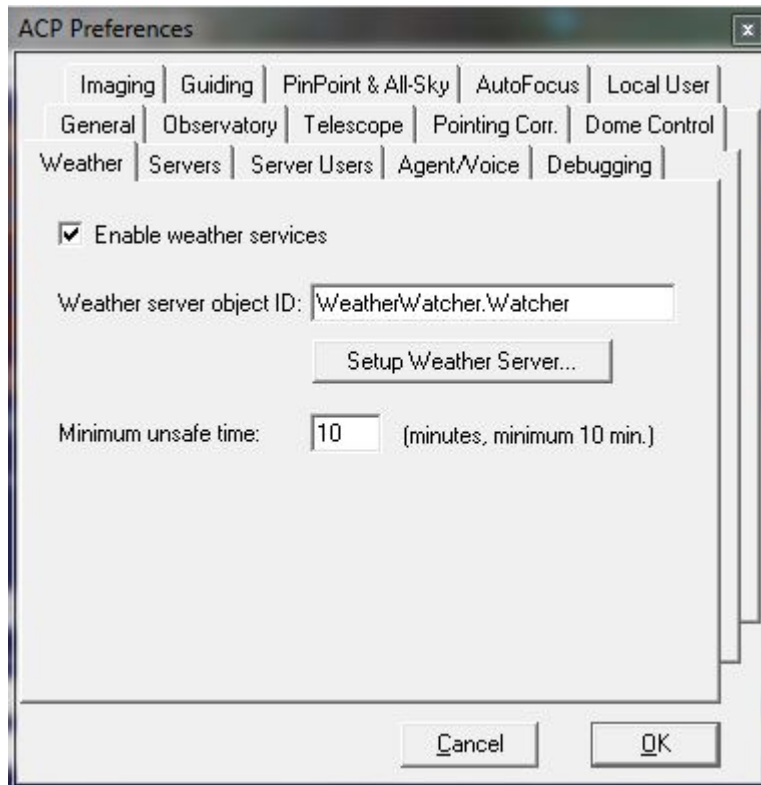 ACP Preferences
x
Imaging Guiding PinPoint & All-Sky AutoFocus Local User
General Observatory Telescope Pointing Corr. Dome Control
Weather Servers Server Users Agent/Voice Debugging
Enable weather services
Weather server object ID: WeatherWatcher.Watcher
Setup Weather Server...
Minimum unsafe time: 10 (minutes, minimum 10 min.)
Cancel OK